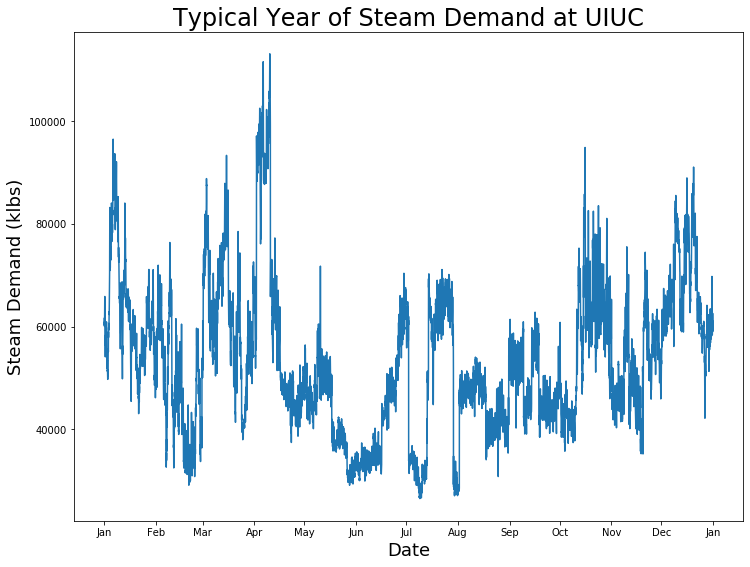 Typical Year of Steam Demand at UIUC
Steam Demand (klbs)
100000
80000
60000
40000
Jan Feb Mar Apr May Jun Jul Aug Sep Oct Nov Dec Jan
Date